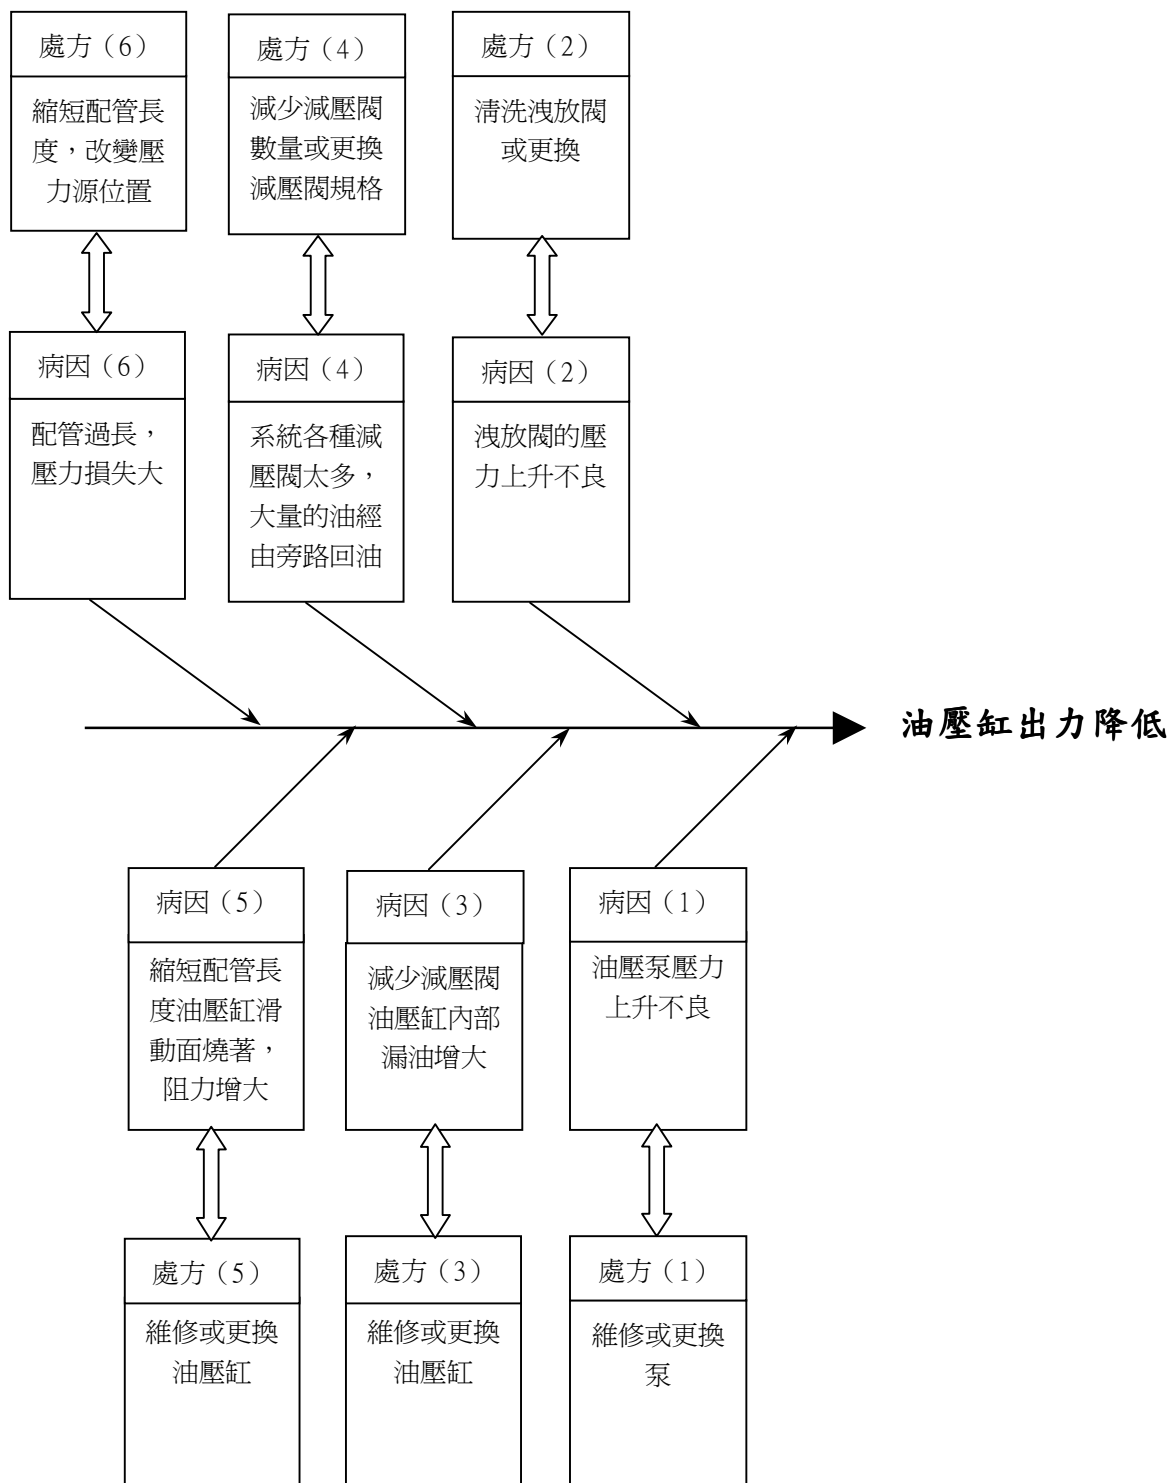 處方（6）
縮短配管長
度，改變壓
力源位置
處方（4）
減少減壓閥
數量或更換
減壓閥規格
處方（2）
清洗洩放閥
或更換
病因（6）
配管過長，
壓力損失大
病因（4）
系統各種減
壓閥太多，
大量的油經
由旁路回油
病因（2）
洩放閥的壓
力上升不良
油壓缸出力降低
病因（5）
縮短配管長
度油壓缸滑
動面燒著，
阻力增大
病因（3）
減少減壓閥
油壓缸內部
漏油增大
病因（1）
油壓泵壓力
上升不良
處方（5）
維修或更換
油壓缸
處方（3）
維修或更換
油壓缸
處方（1）
維修或更換
泵